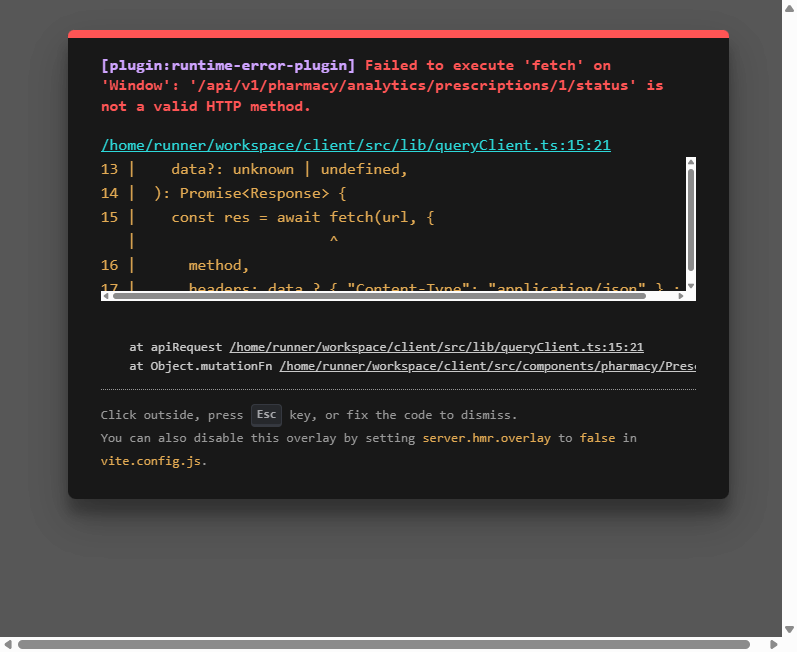 [plugin:runtime-error-plugin] Failed to execute 'fetch' on
'Window': '/api/v1/pharmacy/analytics/prescriptions/1/status' is
not a valid HTTP method.
/home/runner/workspace/client/src/lib/queryClient.ts:15:21
13 |    data?: unknown | undefined,
14 |  ): Promise<Response> {
15 |    const res = await fetch(url, {
   |                      ^
16 |      method,
17 |      headers: data ? { "Content-Type": "application/json" } :
at apiRequest /home/runner/workspace/client/src/lib/queryClient.ts:15:21
at Object.mutationFn /home/runner/workspace/client/src/components/pharmacy/Pres
Click outside, press Esc key, or fix the code to dismiss.
You can also disable this overlay by setting server.hmr.overlay to false in
vite.config.js.